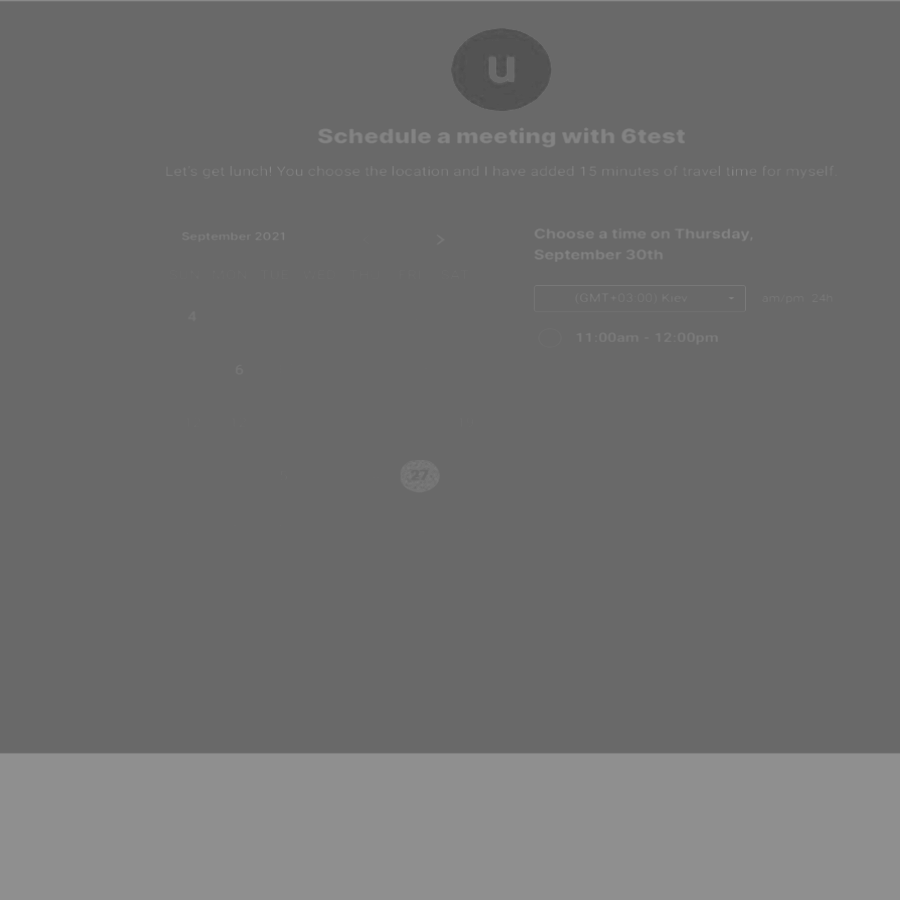 u
Schedule a meeting with 6test
Let's get lunch! You choose the location and I have added 15 minutes of travel time for myself.
September 2021
Choose a time on Thursday,
September 30th
(GMT+03:00) Kiev
am/pm 24h
4
11:00am - 12:00pm
6
27